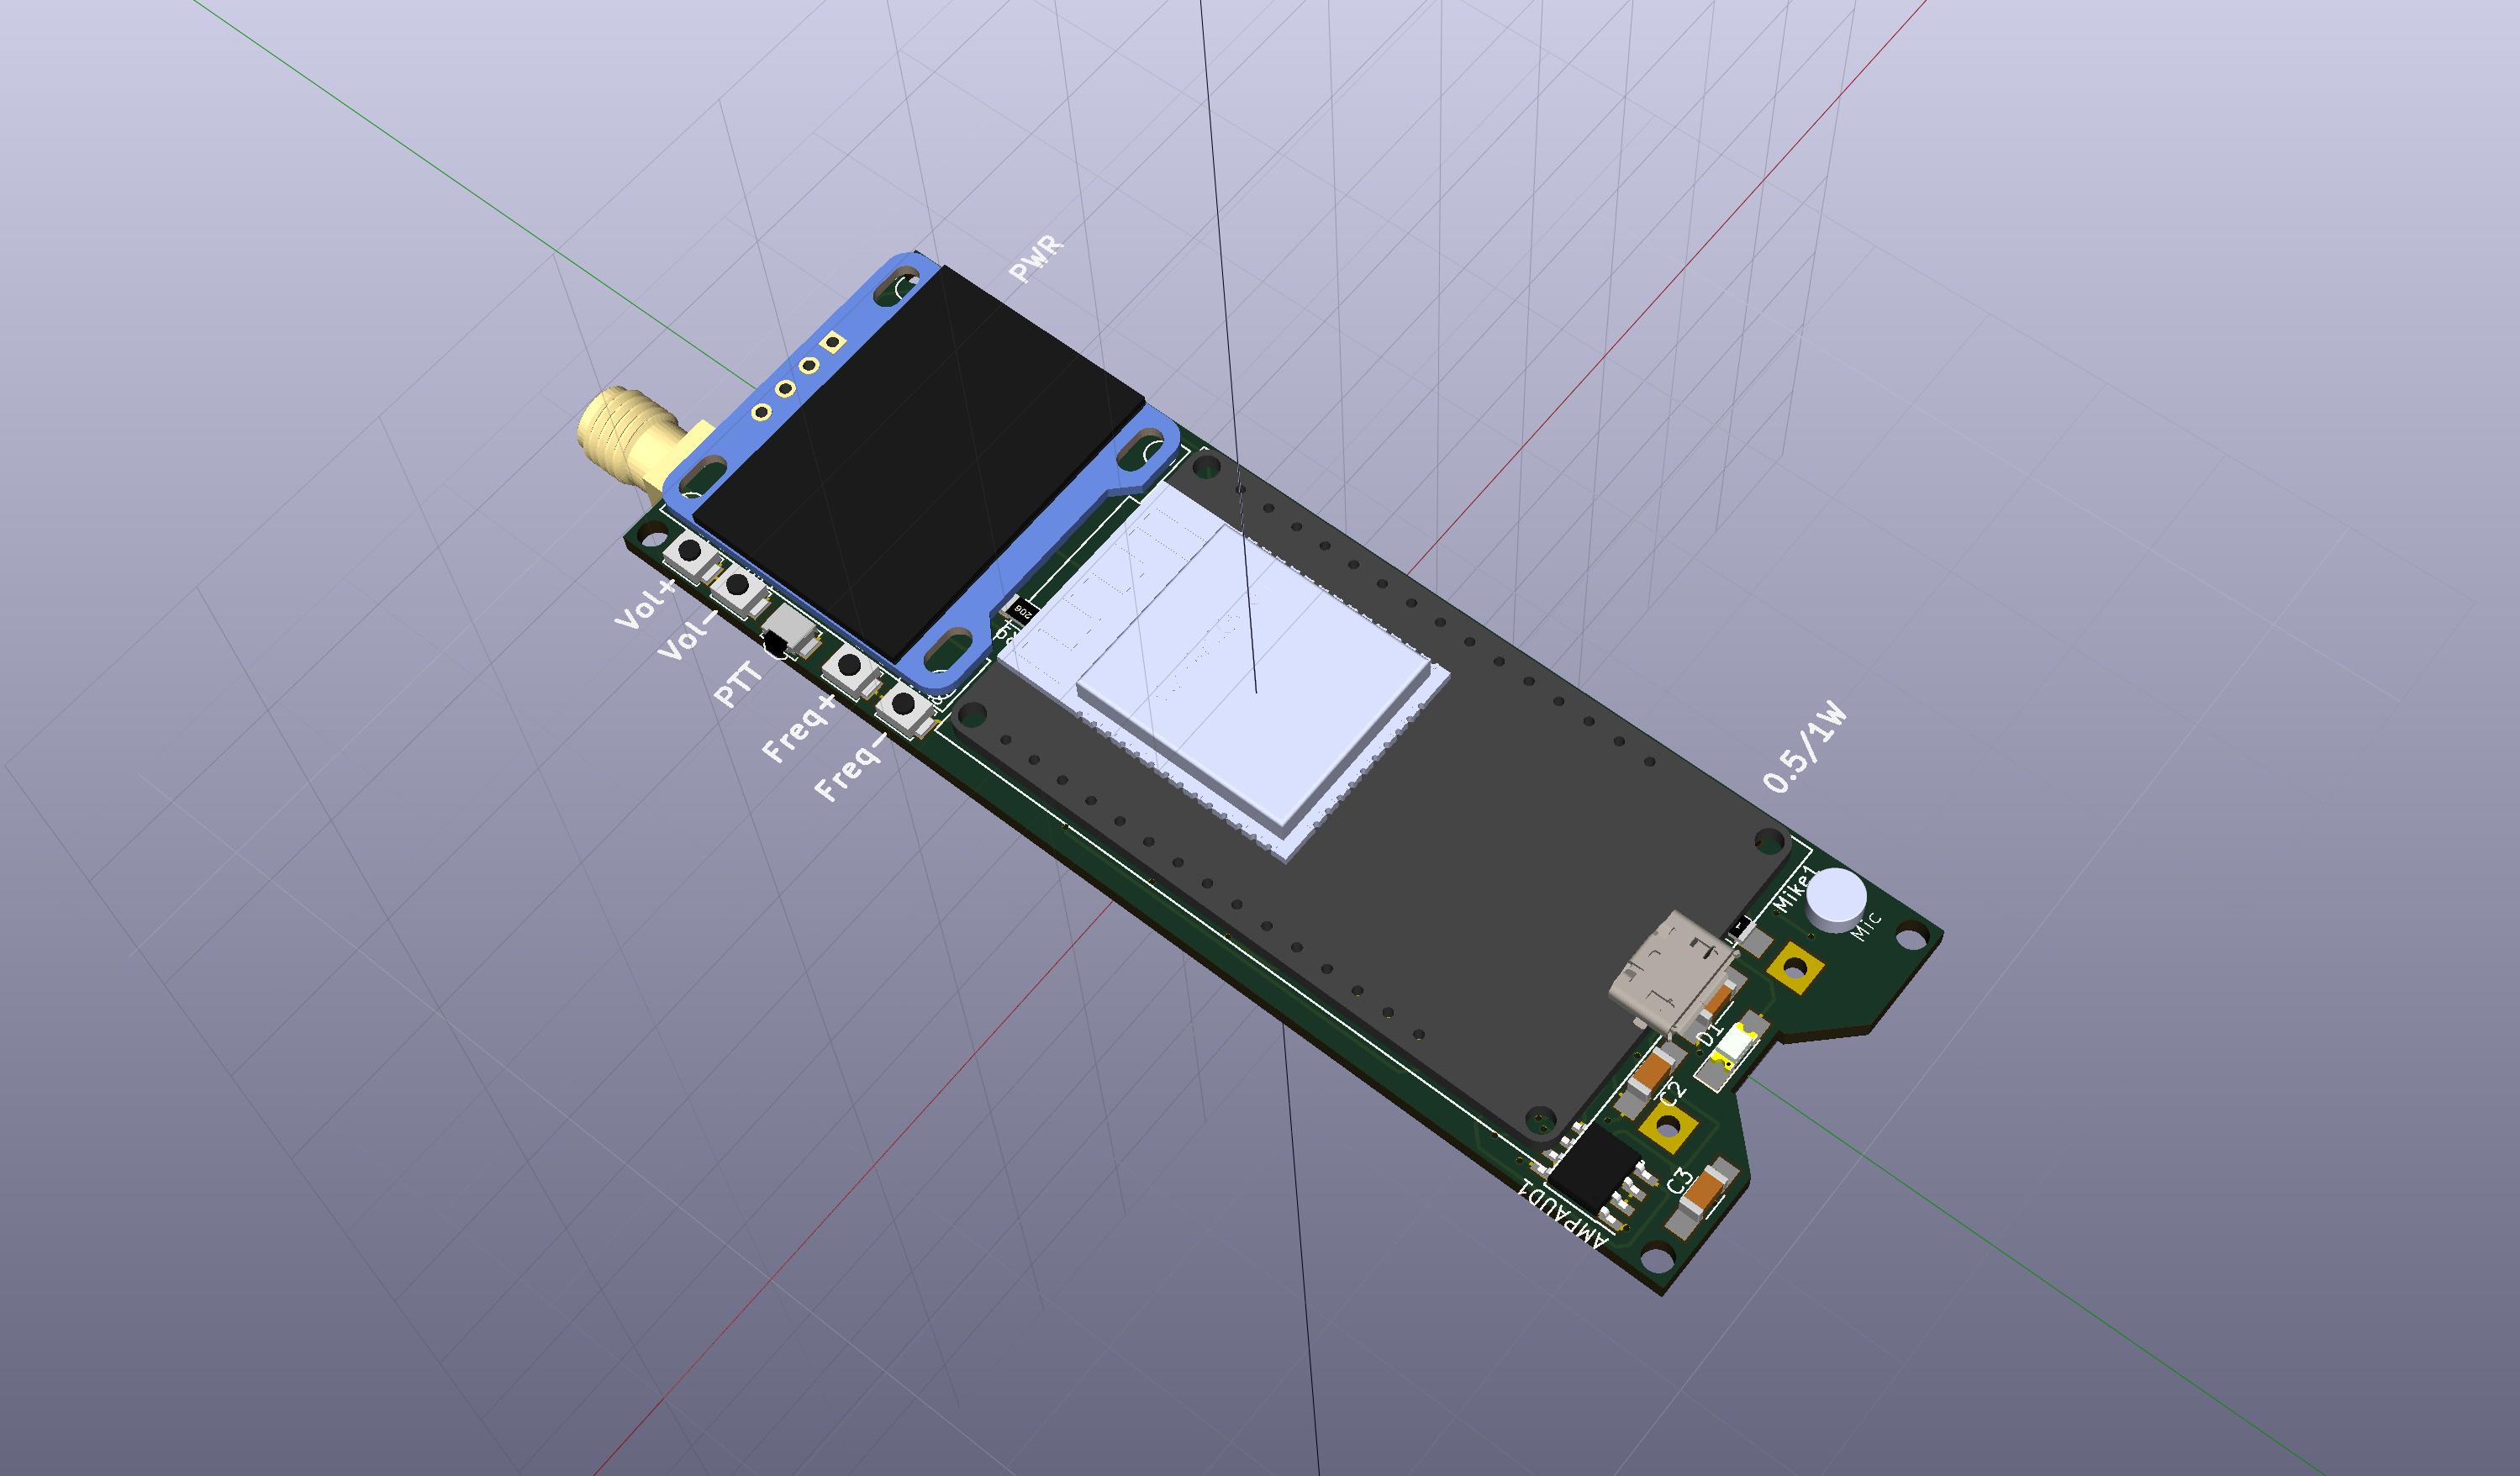 PWR
Vol+
Vol-
PTT
Freq+
Freq-
0.5/1W
Mike1
Mic
D1
C2
C3
AMPAUD1